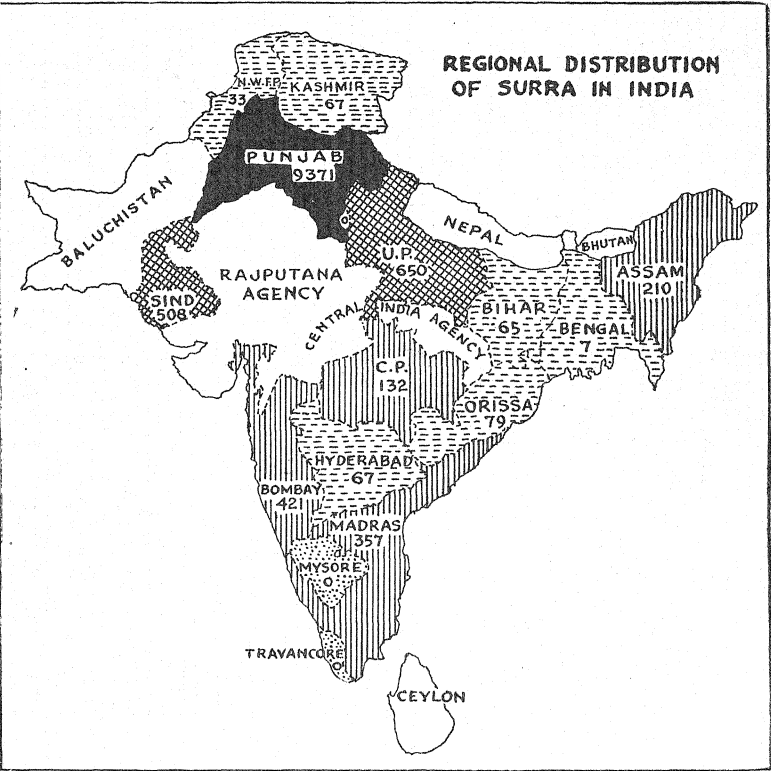 REGIONAL DISTRIBUTION
OF SURRA IN INDIA
N.W.F.P.
33
KASHMIR
67
PUNJAB
9371
BALUCHISTAN
NEPAL
BHUTAN
U.P.
650
ASSAM
210
RAJPUTANA
AGENCY
SIND
508
CENTRAL INDIA AGENCY
BIHAR
65
BENGAL
7
C.P.
132
ORISSA
79
HYDERABAD
67
BOMBAY
421
MADRAS
357
MYSORE
0
TRAVANCORE
0
CEYLON